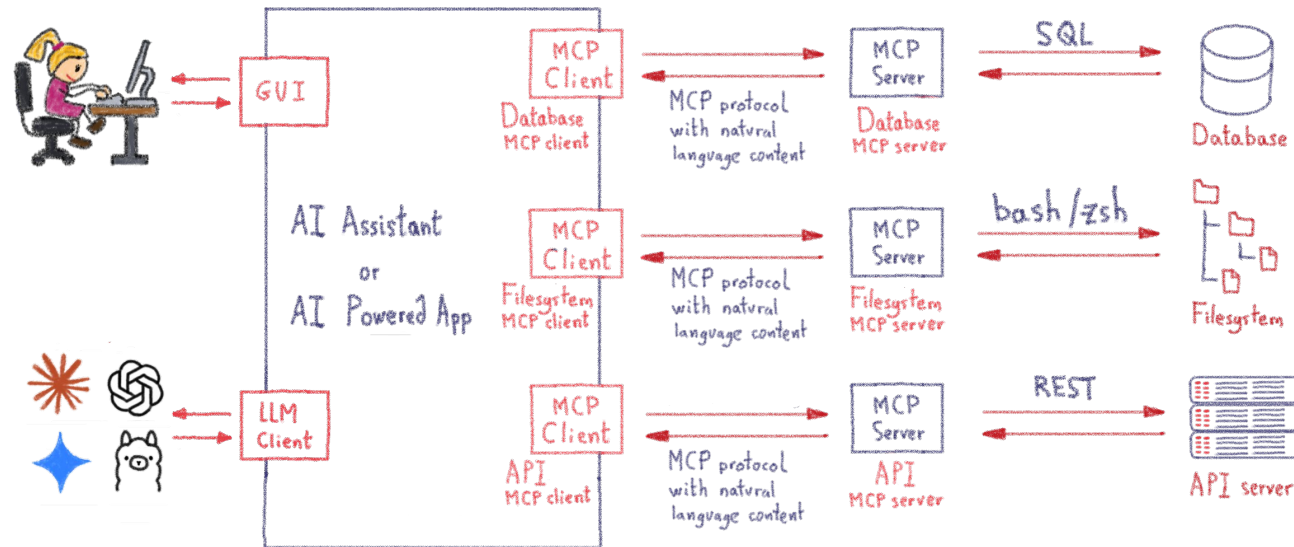 GUI
AI Assistant
or
AI Powered App
LLM
Client
MCP
Client
Database
MCP client
MCP protocol
with natural
language content
MCP
Server
Database
MCP server
SQL
Database
MCP
Client
Filesystem
MCP client
MCP protocol
with natural
language content
MCP
Server
Filesystem
MCP server
bash/zsh
Filesystem
MCP
Client
API
MCP client
MCP protocol
with natural
language content
MCP
Server
API
MCP server
REST
API server